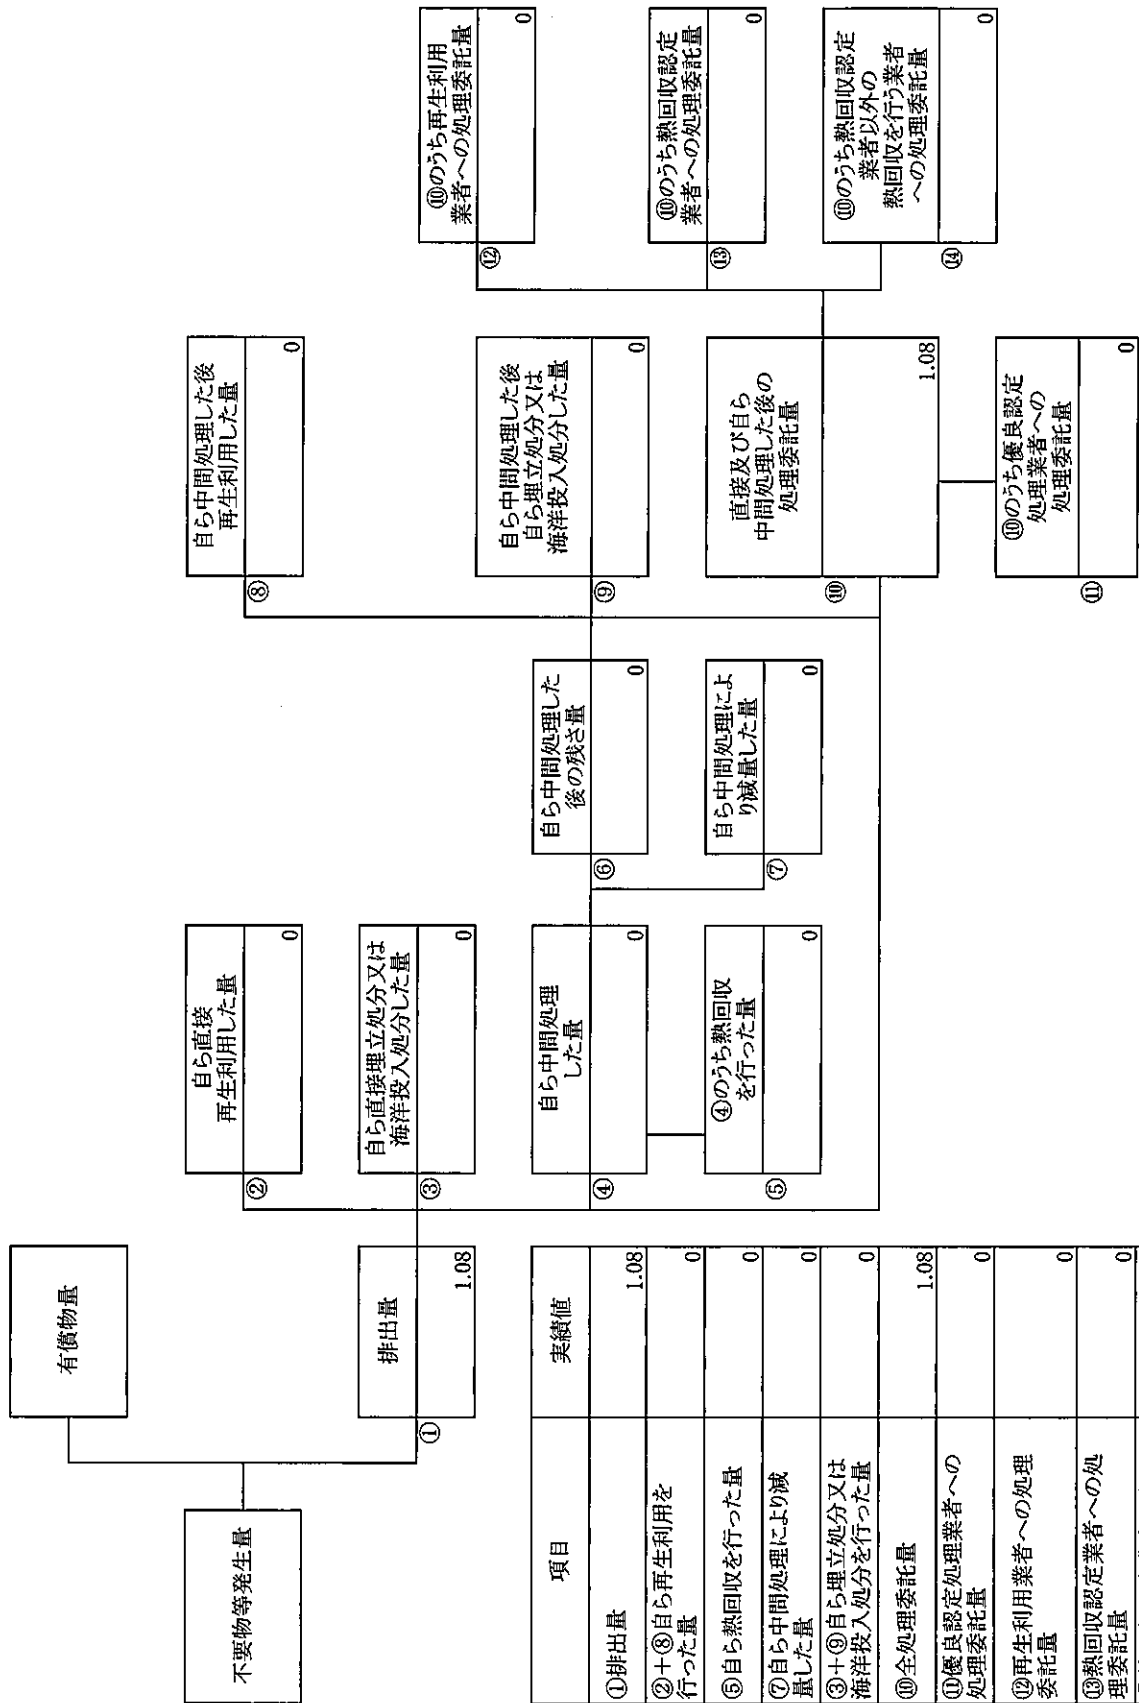 不要物等発生量
有償物量
排出量
①
1.08
自ら直接
再生利用した量
②
0
自ら直接埋立処分又は
海洋投入処分した量
③
0
自ら中間処理
した量
④
0
④のうち熱回収
を行った量
⑤
0
自ら中間処理した
後の残さ量
⑥
0
自ら中間処理によ
り減量した量
⑦
0
自ら中間処理した後
再生利用した量
⑧
0
自ら中間処理した後
自ら埋立処分又は
海洋投入処分した量
⑨
0
直接及び自ら
中間処理した後の
処理委託量
⑩
1.08
⑩のうち優良認定
処理業者への
処理委託量
⑪
0
⑩のうち再生利用
業者への処理委託量
⑫
0
⑩のうち熱回収認定
業者への処理委託量
⑬
0
⑩のうち熱回収認定
業者以外の
熱回収を行う業者
への処理委託量
⑭
0
項目 実績値
①排出量 1.08
②+⑧自ら再生利用を
行った量 0
⑤自ら熱回収を行った量 0
⑦自ら中間処理により減
量した量 0
③+⑨自ら埋立処分又は
海洋投入処分を行った量 0
⑩全処理委託量 1.08
⑪優良認定処理業者への
処理委託量 0
⑫再生利用業者への処理
委託量 0
⑬熱回収認定業者への処
理委託量 0